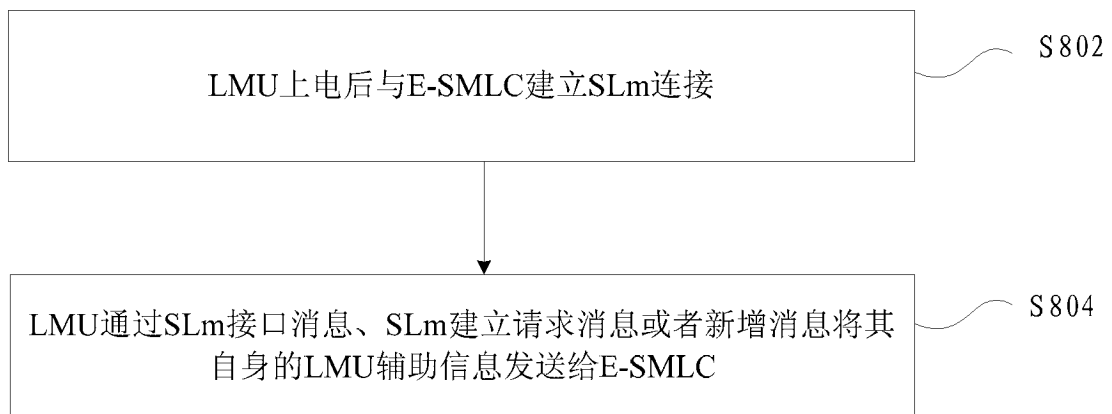 LMU上电后与E-SMLC建立SLm连接
S802
LMU通过SLm接口消息、SLm建立请求消息或者新增消息将其
自身的LMU辅助信息发送给E-SMLC
S804